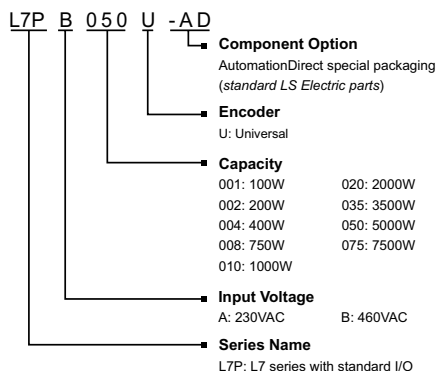 L7P B 050 U -AD
Component Option
AutomationDirect special packaging
(standard LS Electric parts)
Encoder
U: Universal
Capacity
001: 100W 020: 2000W
002: 200W 035: 3500W
004: 400W 050: 5000W
008: 750W 075: 7500W
010: 1000W
Input Voltage
A: 230VAC B: 460VAC
Series Name
L7P: L7 series with standard I/O